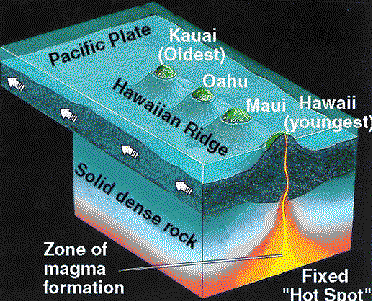 Pacific Plate
Kauai
(Oldest)
Oahu
Maui
Hawaii
(youngest)
Hawaiian Ridge
Solid dense rock
Zone of
magma
formation
Fixed
"Hot Spot"